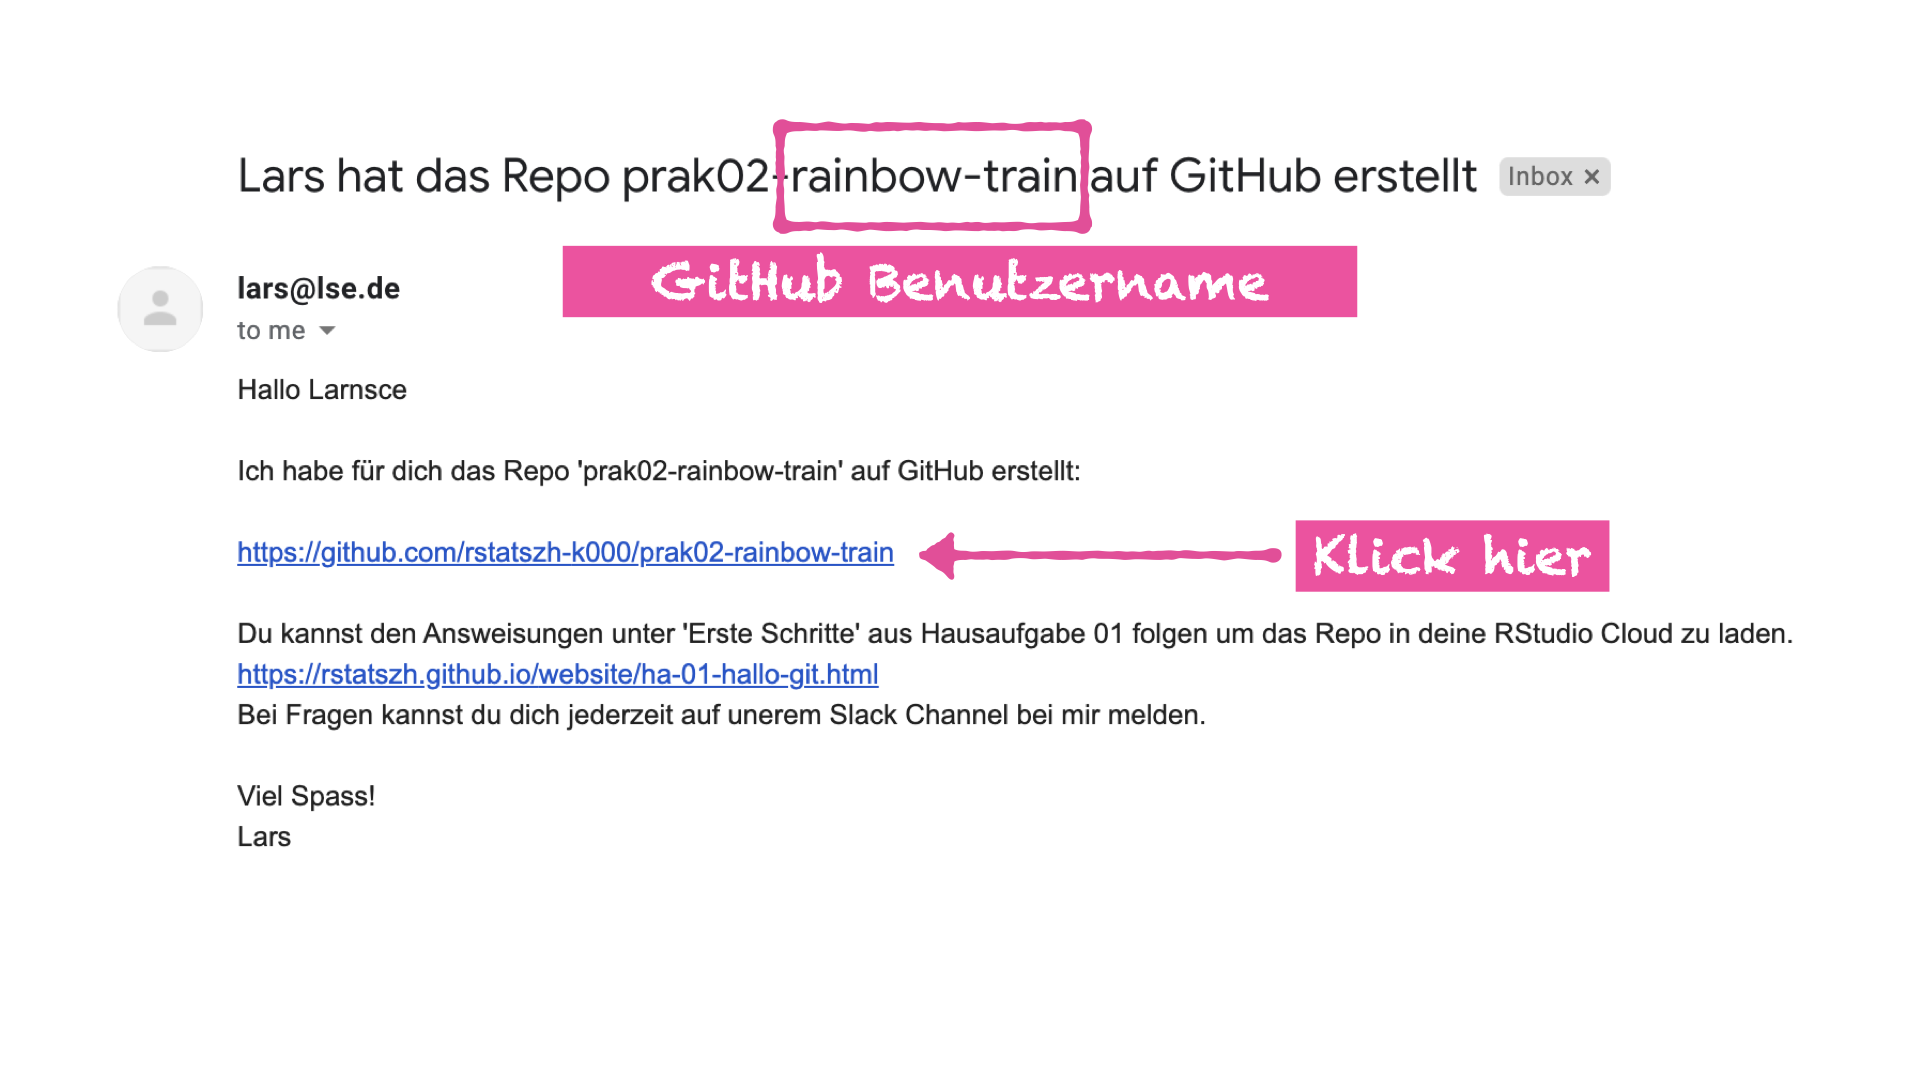 Lars hat das Repo prak02-rainbow-train auf GitHub erstellt Inbox ×
GitHub Benutzername
lars@lse.de
to me
Hallo Larnsce
Ich habe für dich das Repo 'prak02-rainbow-train' auf GitHub erstellt:
https://github.com/rstatszh-k000/prak02-rainbow-train
Klick hier
Du kannst den Answeisungen unter 'Erste Schritte' aus Hausaufgabe 01 folgen um das Repo in deine RStudio Cloud zu laden.
https://rstatszh.github.io/website/ha-01-hallo-git.html
Bei Fragen kannst du dich jederzeit auf unerem Slack Channel bei mir melden.
Viel Spass!
Lars